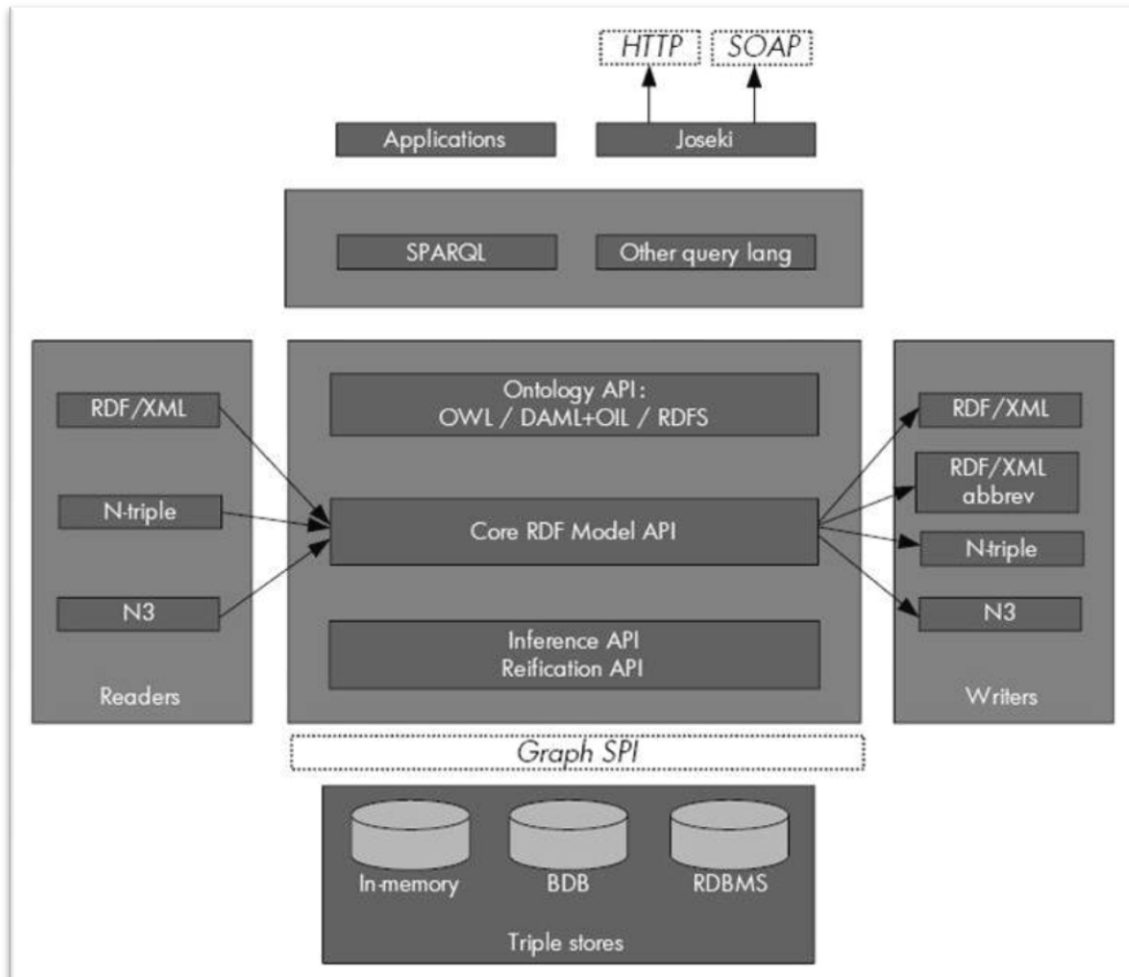 HTTP
SOAP
Applications
Joseki
SPARQL
Other query lang
RDF/XML
N-triple
N3
Readers
Ontology API:
OWL / DAML+OIL / RDFS
Core RDF Model API
Inference API
Reification API
RDF/XML
RDF/XML
abbrev
N-triple
N3
Writers
Graph SPI
In-memory
BDB
RDBMS
Triple stores